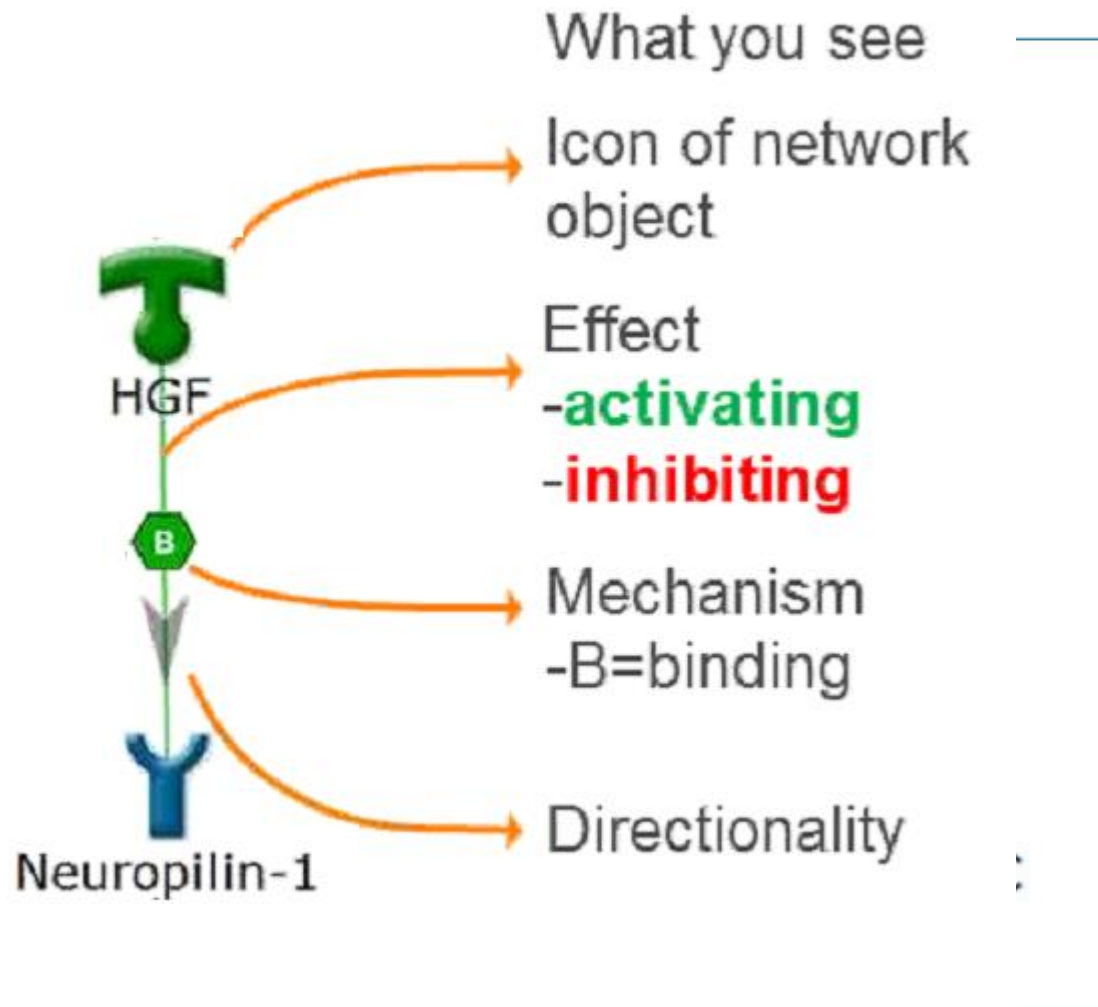 What you see
Icon of network
object
HGF
Effect
-activating
-inhibiting
B
Mechanism
-B=binding
Directionality
Neuropilin-1